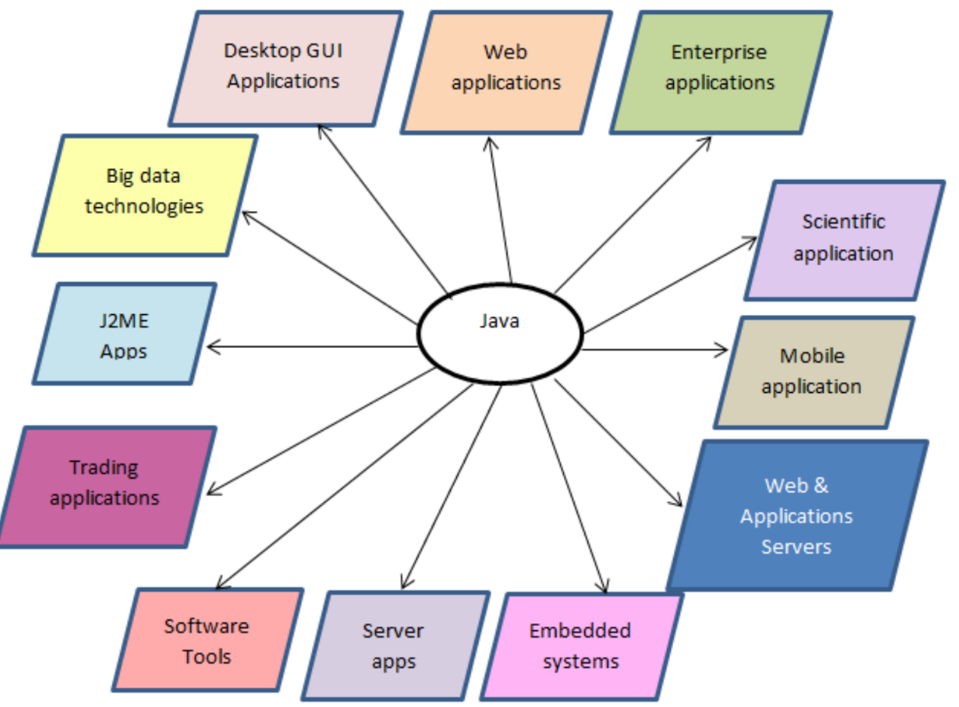 Desktop GUI
Applications
Web
applications
Enterprise
applications
Big data
technologies
Scientific
application
J2ME
Apps
Java
Mobile
application
Trading
applications
Web &
Applications
Servers
Software
Tools
Server
apps
Embedded
systems